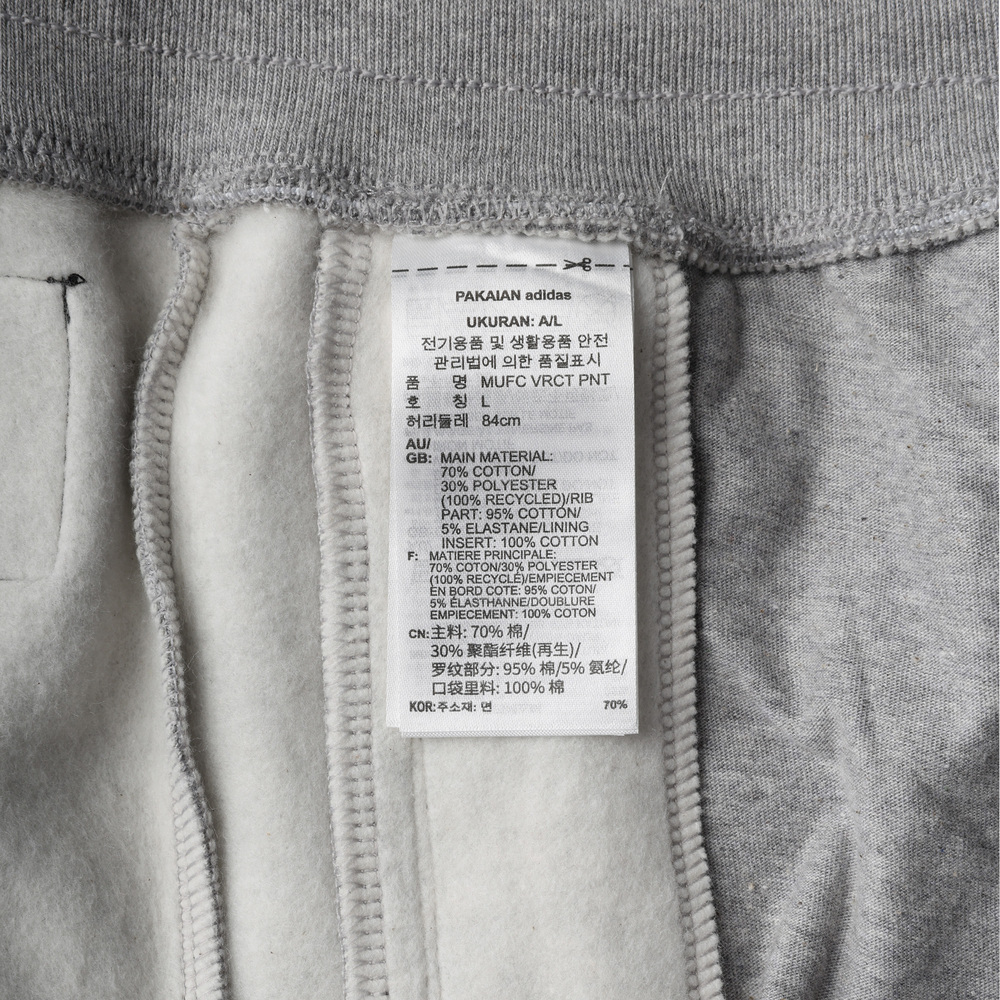 PAKAIAN adidas
UKURAN: A/L
전기용품 및 생활용품 안전
관리법에 의한 품질표시
품 명 MUFC VRCT PNT
호 칭 L
허리둘레 84cm
AU/
GB: MAIN MATERIAL:
70% COTTON/
30% POLYESTER
(100% RECYCLED)/RIB
PART: 95% COTTON/
5% ELASTANE/LINING
INSERT: 100% COTTON
F: MATIERE PRINCIPALE:
70% COTON/30% POLYESTER
(100% RECYCLÉ)/EMPIECEMENT
EN BORD COTE: 95% COTON/
5% ÉLASTHANNE/DOUBLURE
EMPIECEMENT: 100% COTON
CN: 主料: 70% 棉/
30% 聚酯纤维(再生)/
罗纹部分: 95% 棉/5% 氨纶/
口袋里料: 100% 棉
KOR: 주소재: 면 70%